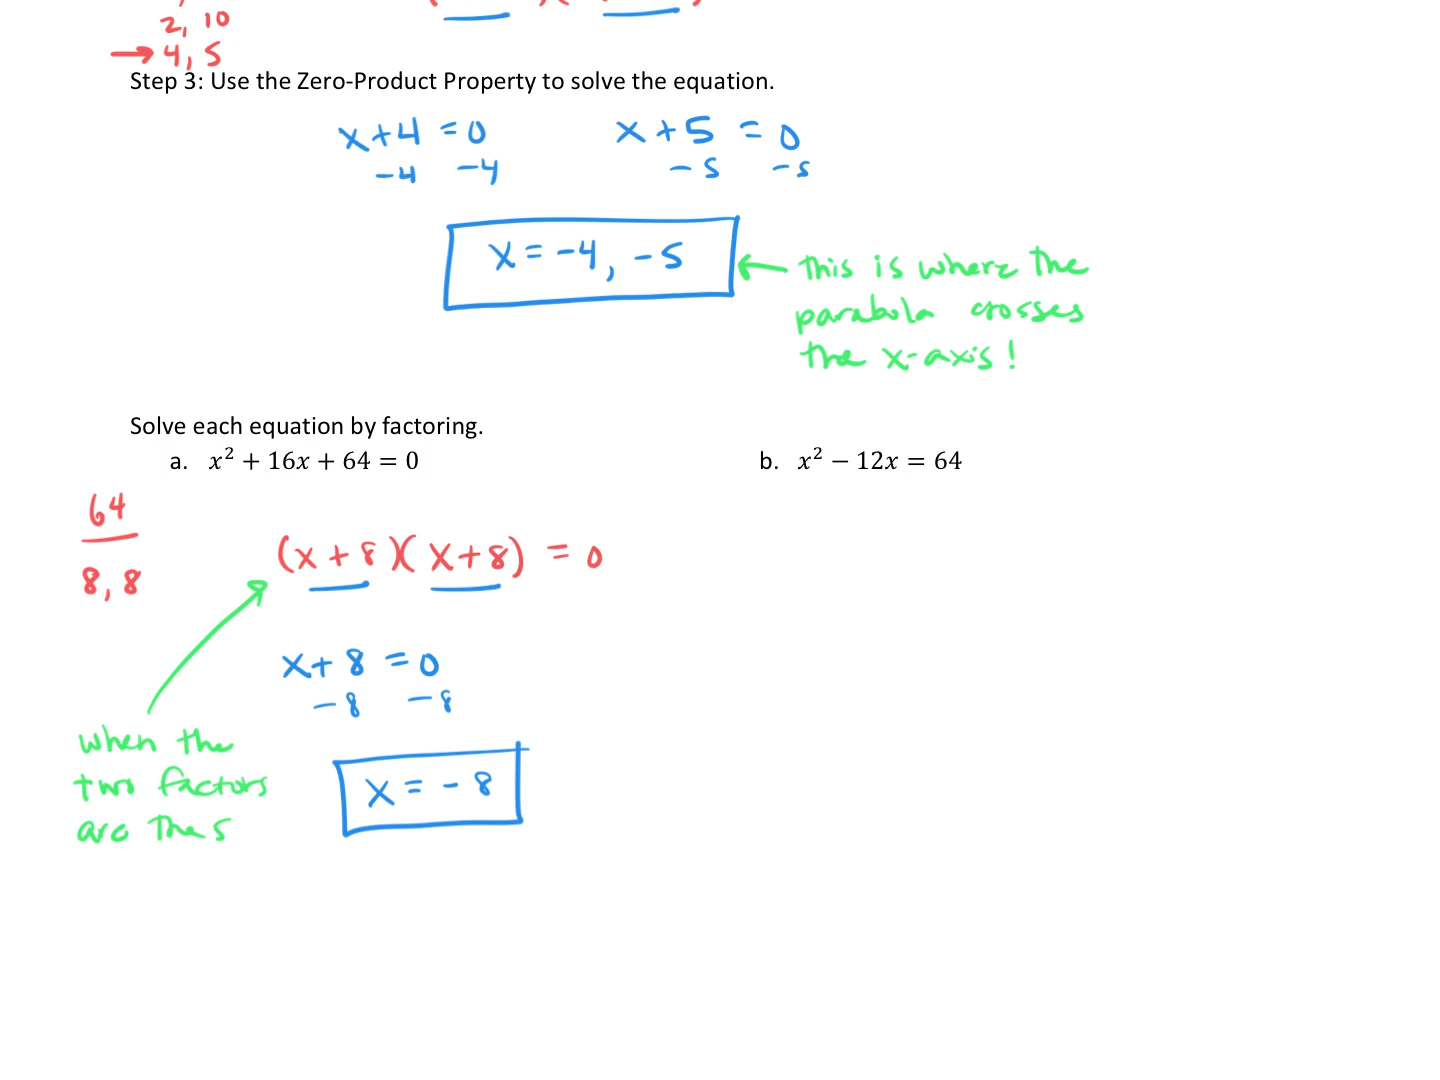 2, 10
→ 4, 5
Step 3: Use the Zero-Product Property to solve the equation.
x+4 = 0 x+5 = 0
-4 -4 -5 -5
x = -4, -5
← This is where the
parabola crosses
the x-axis!
Solve each equation by factoring.
a. x² + 16x + 64 = 0 b. x² − 12x = 64
64
8, 8
(x+8)(x+8) = 0
x+8 = 0
-8 -8
x = -8
when the
two factors
are the s